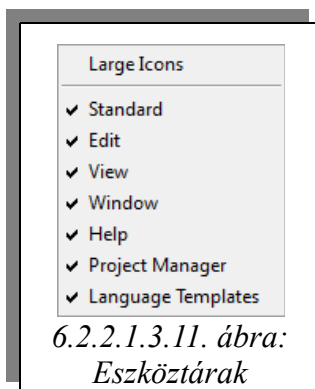 Large Icons
✔ Standard
✔ Edit
✔ View
✔ Window
✔ Help
✔ Project Manager
✔ Language Templates
6.2.2.1.3.11. ábra:
Eszköztárak